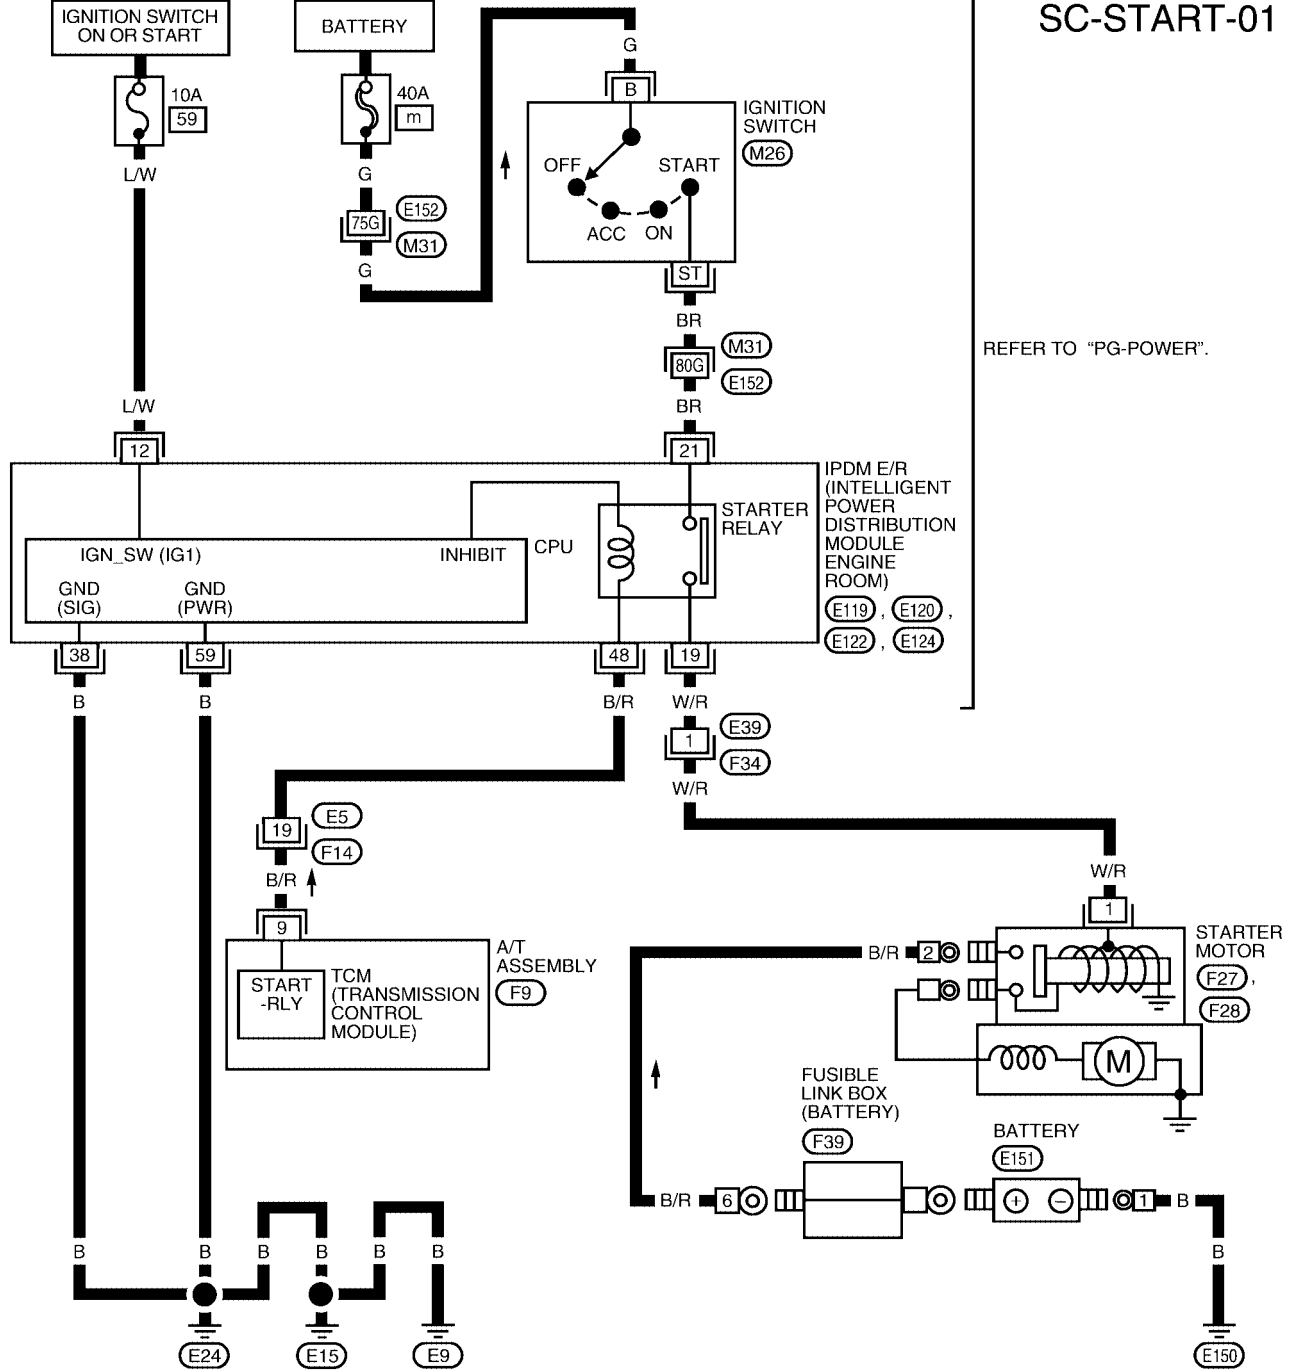 SC-START-01
IGNITION SWITCH
ON OR START
BATTERY
10A
59
40A
m
L/W
G
75G
E152
M31
G
G
B
IGNITION
SWITCH
M26
OFF
START
ACC
ON
ST
BR
80G
M31
E152
BR
REFER TO "PG-POWER".
L/W
12
21
IPDM E/R
(INTELLIGENT
POWER
DISTRIBUTION
MODULE
ENGINE
ROOM)
E119 , E120 ,
E122 , E124
STARTER
RELAY
IGN_SW (IG1)
INHIBIT
CPU
GND
(SIG)
GND
(PWR)
38
59
48
19
B
B
B/R
W/R
1
E39
F34
W/R
19
E5
F14
B/R
9
A/T
ASSEMBLY
F9
START
-RLY
TCM
(TRANSMISSION
CONTROL
MODULE)
W/R
1
STARTER
MOTOR
F27 ,
F28
B/R
2
M
FUSIBLE
LINK BOX
(BATTERY)
F39
BATTERY
E151
B/R
6
+
−
1
B
B
B
B
B
B
B
B
E24
E15
E9
E150